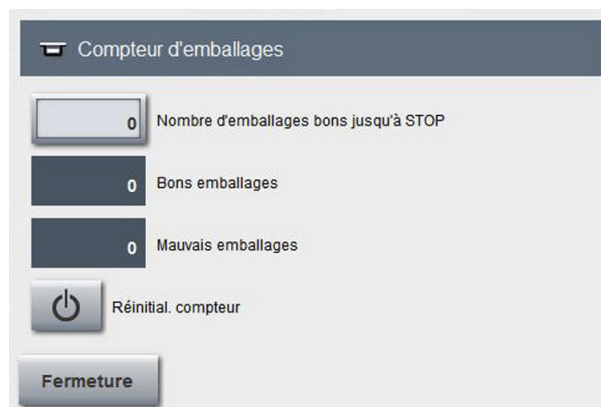 Compteur d'emballages
0 Nombre d'emballages bons jusqu'à STOP
0 Bons emballages
0 Mauvais emballages
Réinitial. compteur
Fermeture